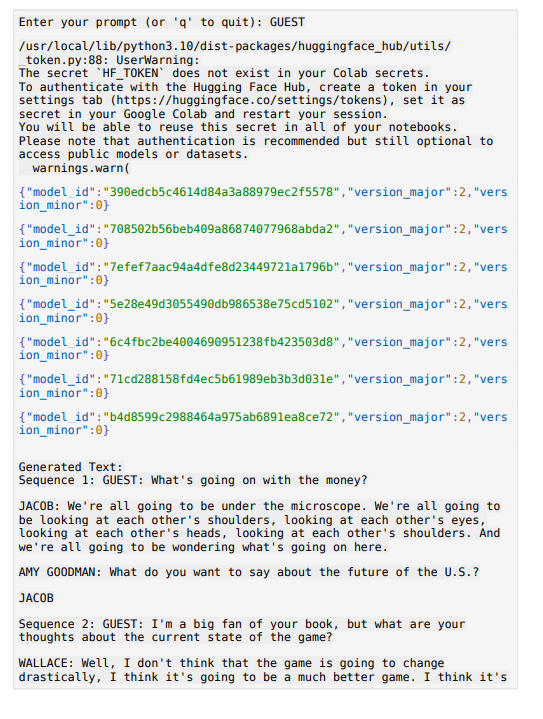 Enter your prompt (or 'q' to quit): GUEST
/usr/local/lib/python3.10/dist-packages/huggingface_hub/utils/
_token.py:88: UserWarning:
The secret `HF_TOKEN` does not exist in your Colab secrets.
To authenticate with the Hugging Face Hub, create a token in your
settings tab (https://huggingface.co/settings/tokens), set it as
secret in your Google Colab and restart your session.
You will be able to reuse this secret in all of your notebooks.
Please note that authentication is recommended but still optional to
access public models or datasets.
  warnings.warn(
{"model_id":"390edcb5c4614d84a3a88979ec2f5578","version_major":2,"vers
ion_minor":0}
{"model_id":"708502b56beb409a86874077968abda2","version_major":2,"vers
ion_minor":0}
{"model_id":"7efef7aac94a4dfe8d23449721a1796b","version_major":2,"vers
ion_minor":0}
{"model_id":"5e28e49d3055490db986538e75cd5102","version_major":2,"vers
ion_minor":0}
{"model_id":"6c4fbc2be4004690951238fb423503d8","version_major":2,"vers
ion_minor":0}
{"model_id":"71cd288158fd4ec5b61989eb3b3d031e","version_major":2,"vers
ion_minor":0}
{"model_id":"b4d8599c2988464a975ab6891ea8ce72","version_major":2,"vers
ion_minor":0}
Generated Text:
Sequence 1: GUEST: What's going on with the money?
JACOB: We're all going to be under the microscope. We're all going to
be looking at each other's shoulders, looking at each other's eyes,
looking at each other's heads, looking at each other's shoulders. And
we're all going to be wondering what's going on here.
AMY GOODMAN: What do you want to say about the future of the U.S.?
JACOB
Sequence 2: GUEST: I'm a big fan of your book, but what are your
thoughts about the current state of the game?
WALLACE: Well, I don't think that the game is going to change
drastically, I think it's going to be a much better game. I think it's